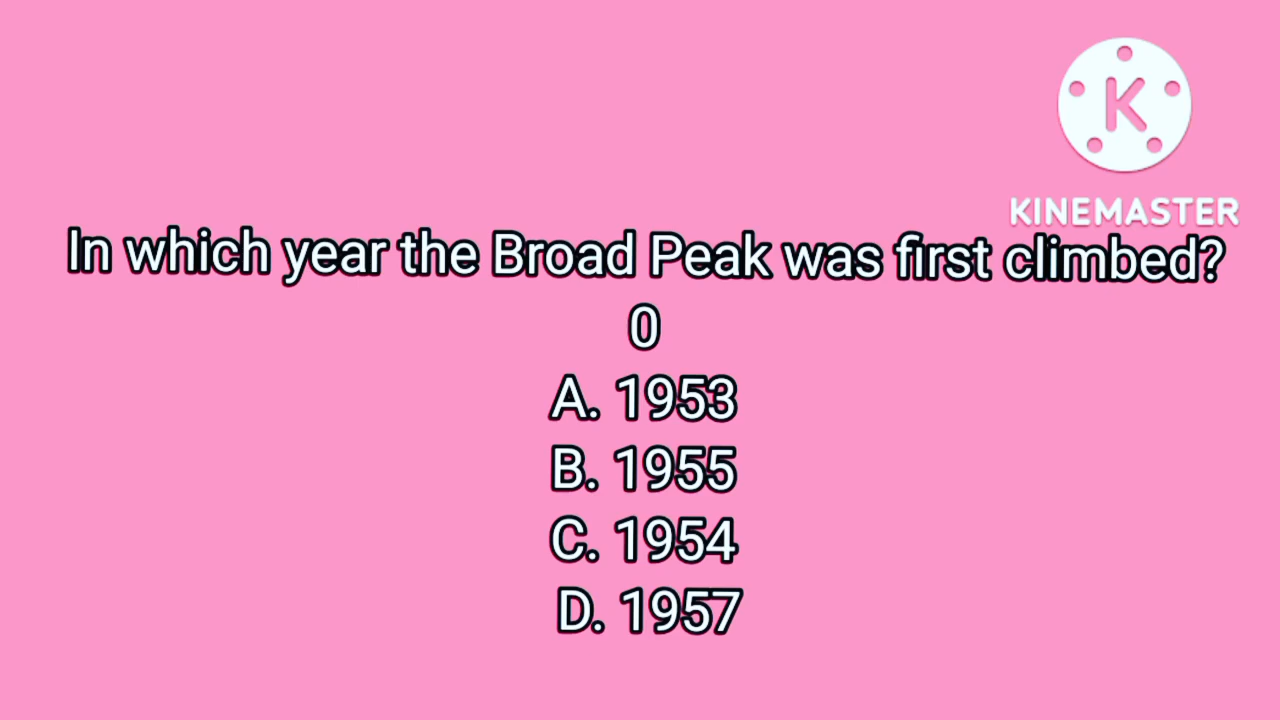 K
KINEMASTER
In which year the Broad Peak was first climbed?
0
A. 1953
B. 1955
C. 1954
D. 1957